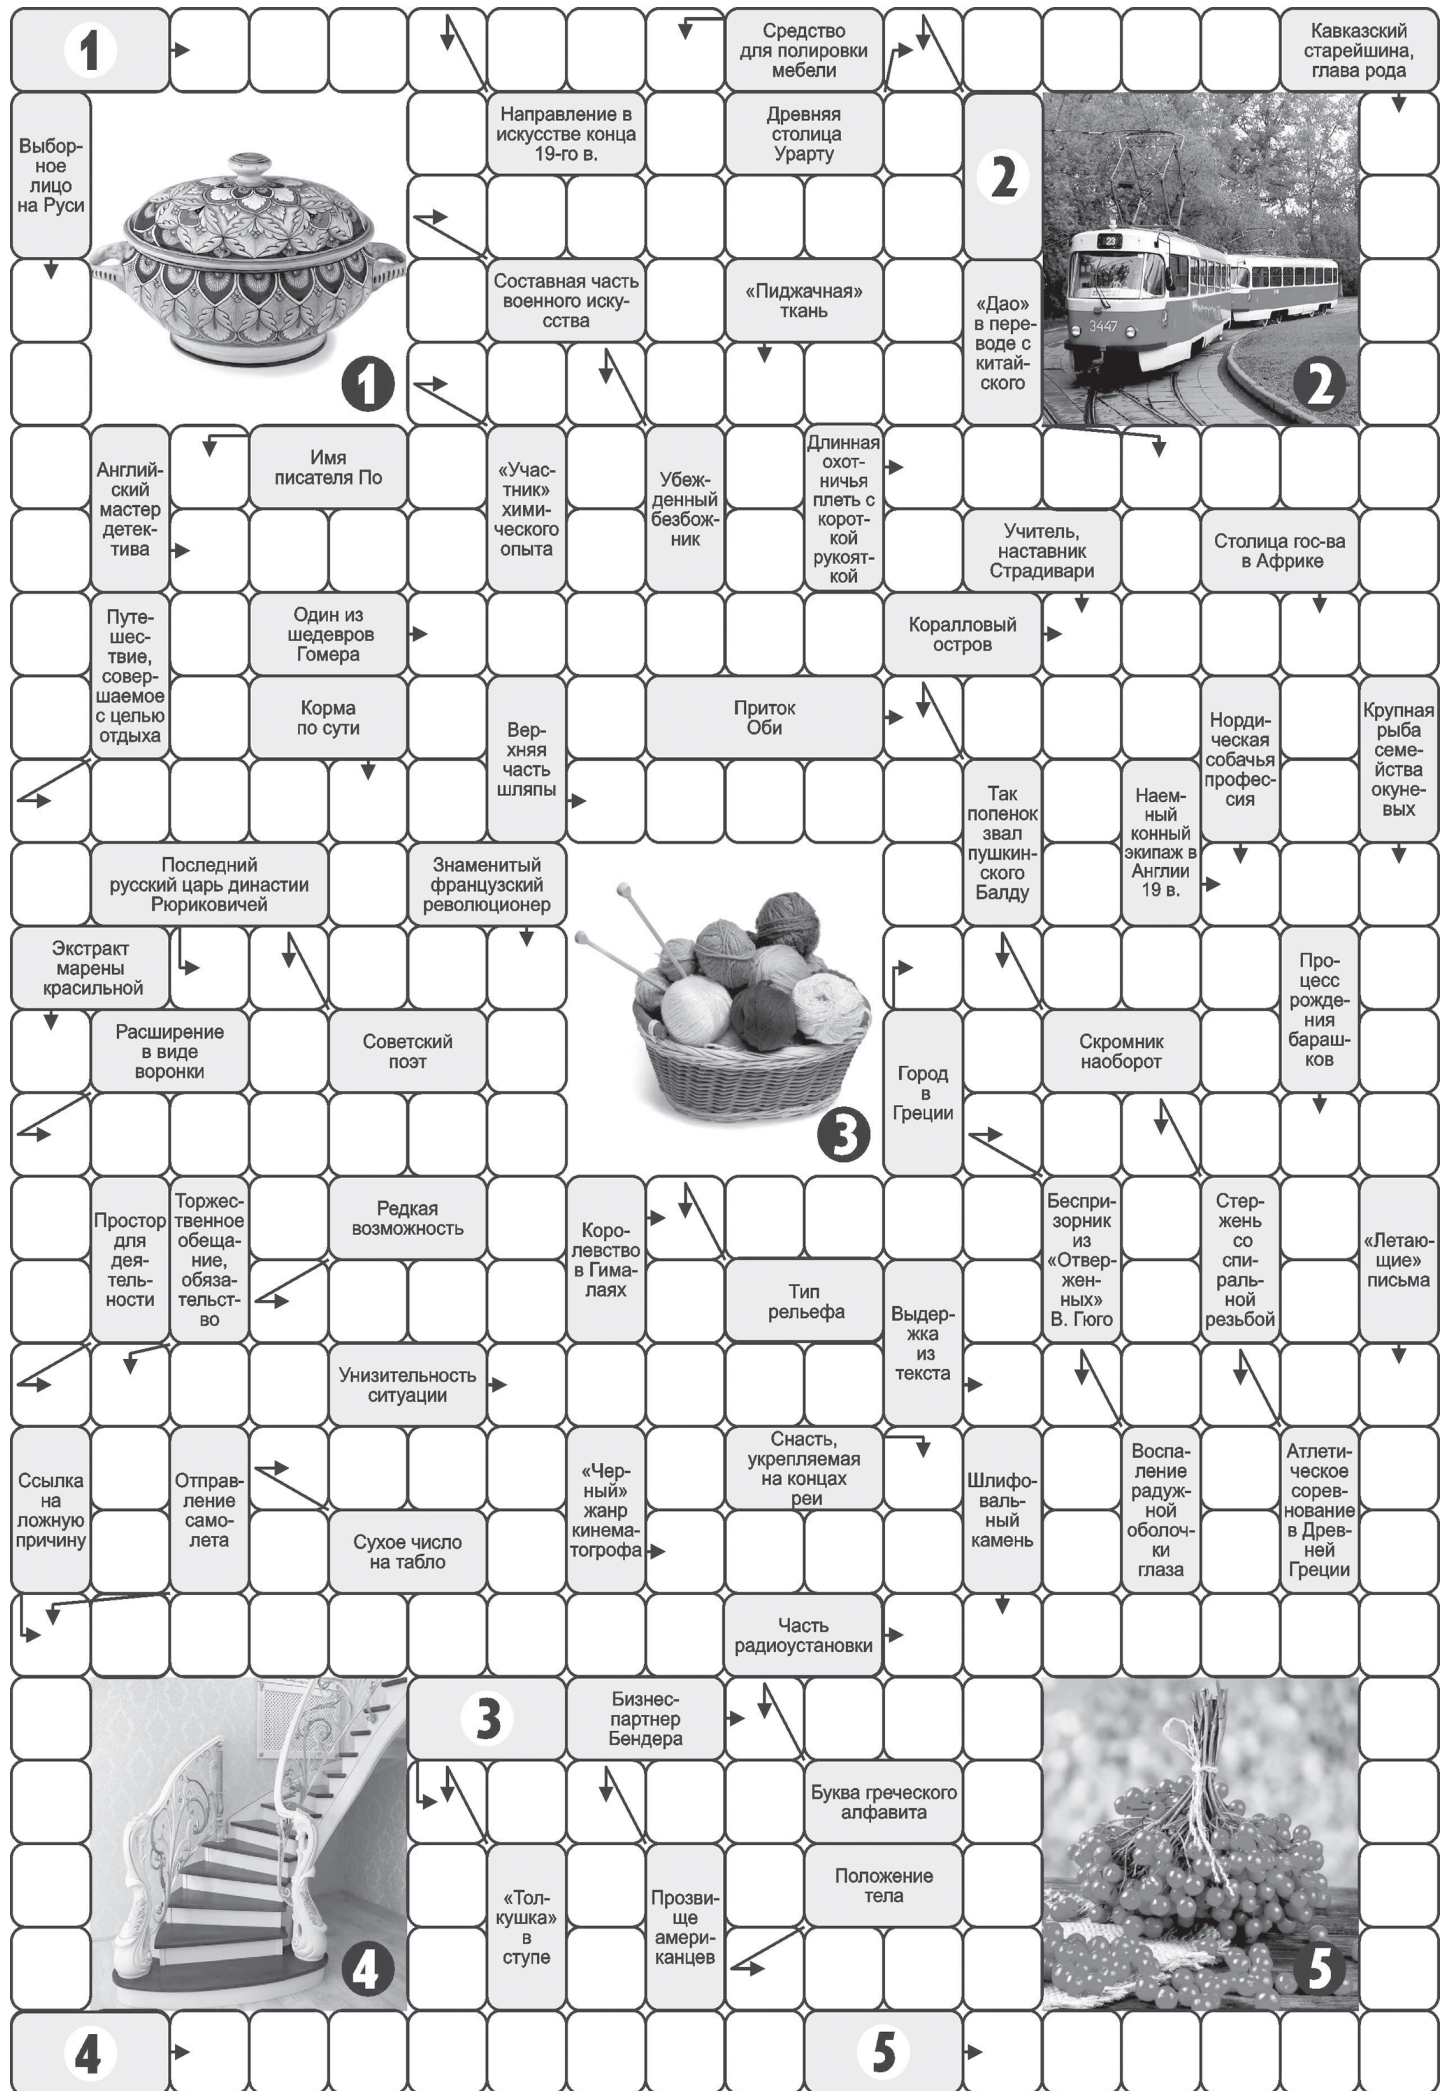 1
Средство
для полировки
мебели
Кавказский
старейшина,
глава рода
Выбор-
ное
лицо
на Руси
Направление в
искусстве конца
19-го в.
Древняя
столица
Урарту
2
23
3447
1
2
Составная часть
военного иску-
сства
«Пиджачная»
ткань
«Дао»
в пере-
воде с
китай-
ского
Англий-
ский
мастер
детек-
тива
Имя
писателя По
«Учас-
тник»
хими-
ческого
опыта
Убеж-
денный
безбож-
ник
Длинная
охот-
ничья
плеть с
корот-
кой
рукоят-
кой
Учитель,
наставник
Страдивари
Столица гос-ва
в Африке
Путе-
шес-
твие,
совер-
шаемое
с целью
отдыха
Один из
шедевров
Гомера
Коралловый
остров
Корма
по сути
Вер-
хняя
часть
шляпы
Приток
Оби
Норди-
ческая
собачья
профес-
сия
Крупная
рыба
семе-
йства
окуне-
вых
Так
попенок
звал
пушкин-
ского
Балду
Наем-
ный
конный
экипаж в
Англии
19 в.
Последний
русский царь династии
Рюриковичей
Знаменитый
французский
революционер
Экстракт
марены
красильной
Про-
цесс
рожде-
ния
бараш-
ков
Расширение
в виде
воронки
Советский
поэт
3
Город
в
Греции
Скромник
наоборот
Простор
для
дея-
тель-
ности
Торжес-
твенное
обеща-
ние,
обяза-
тельст-
во
Редкая
возможность
Коро-
левство
в Гима-
лаях
Тип
рельефа
Выдер-
жка
из
текста
Беспри-
зорник
из
«Отвер-
жен-
ных»
В. Гюго
Стер-
жень
со
спи-
раль-
ной
резьбой
«Летаю-
щие»
письма
Унизительность
ситуации
Ссылка
на
ложную
причину
Отправ-
ление
само-
лета
«Чер-
ный»
жанр
кинема-
тогрофа
Снасть,
укрепляемая
на концах
реи
Шлифо-
валь-
ный
камень
Воспа-
ление
радуж-
ной
оболоч-
ки
глаза
Атлети-
ческое
сорев-
нование
в Древ-
ней
Греции
Сухое число
на табло
Часть
радиоустановки
3
Бизнес-
партнер
Бендера
Буква греческого
алфавита
«Тол-
кушка»
в
ступе
Прозви-
ще
амери-
канцев
Положение
тела
4
5
4
5